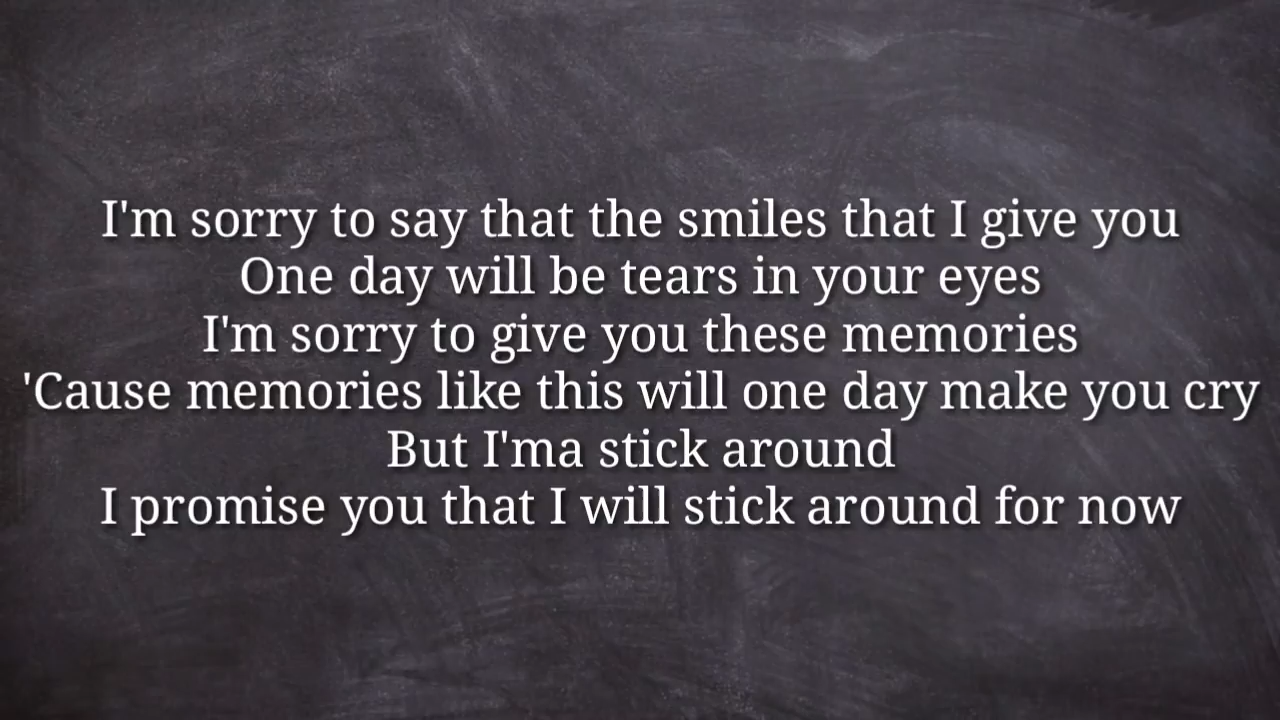 I'm sorry to say that the smiles that I give you
One day will be tears in your eyes
I'm sorry to give you these memories
'Cause memories like this will one day make you cry
But I'ma stick around
I promise you that I will stick around for now